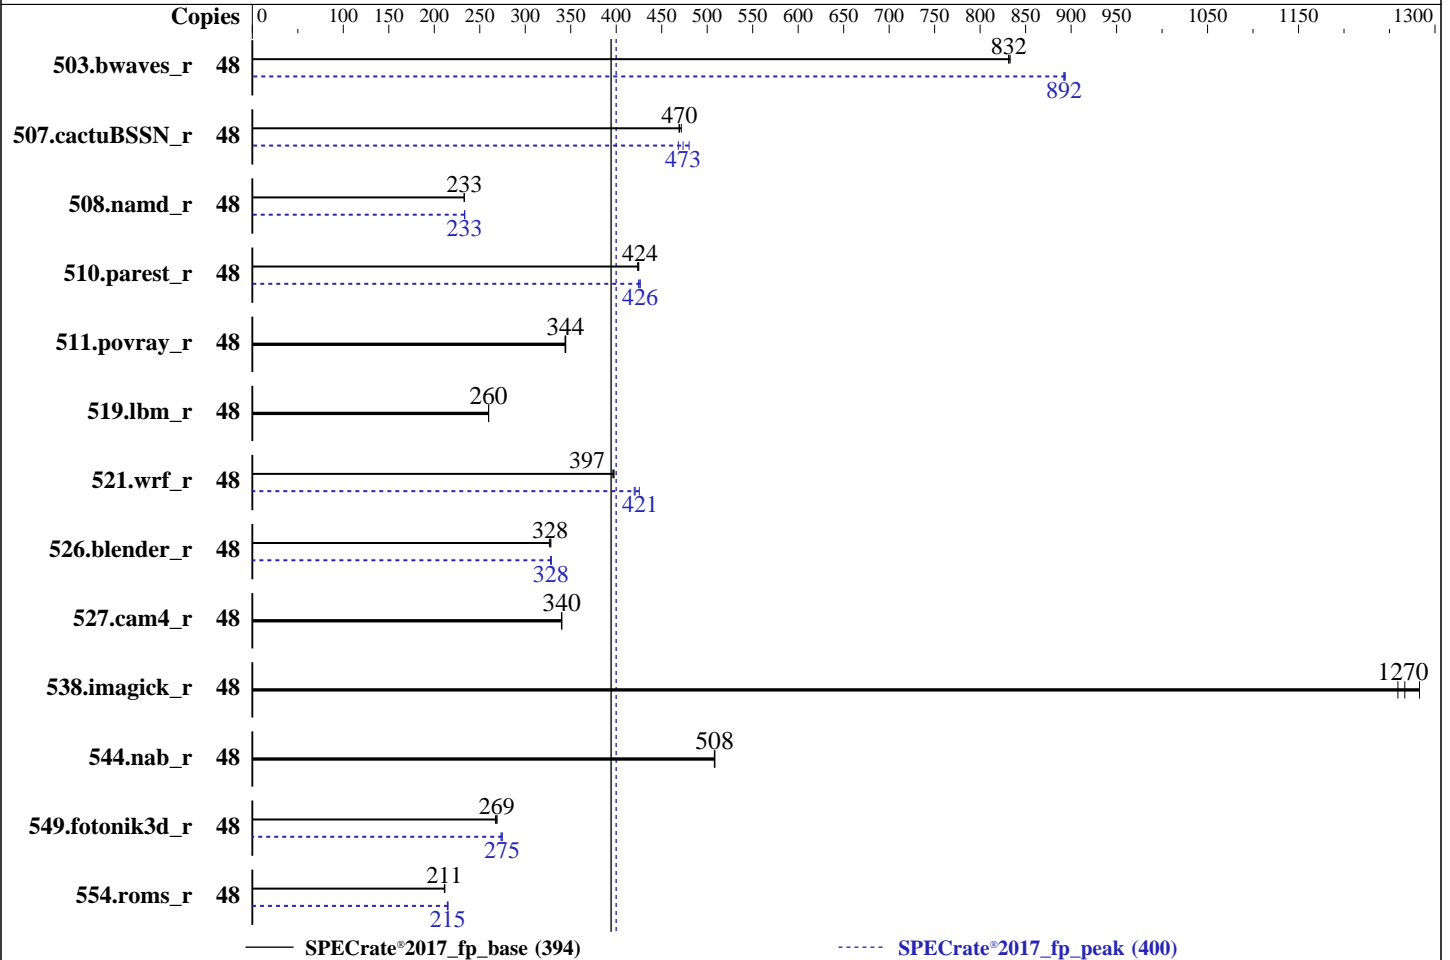 Copies 0 100 150 200 250 300 350 400 450 500 550 600 650 700 750 800 850 900 950 1050 1150 1300
503.bwaves_r 48 832
892
507.cactuBSSN_r 48 470
473
508.namd_r 48 233
233
510.parest_r 48 424
426
511.povray_r 48 344
519.lbm_r 48 260
521.wrf_r 48 397
421
526.blender_r 48 328
328
527.cam4_r 48 340
538.imagick_r 48 1270
544.nab_r 48 508
549.fotonik3d_r 48 269
275
554.roms_r 48 211
215
SPECrate®2017_fp_base (394) SPECrate®2017_fp_peak (400)